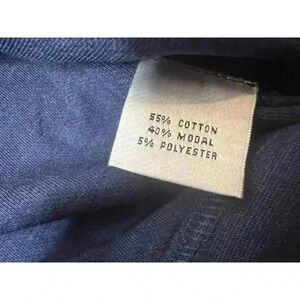 55% COTTON
40% MODAL
5% POLYESTER